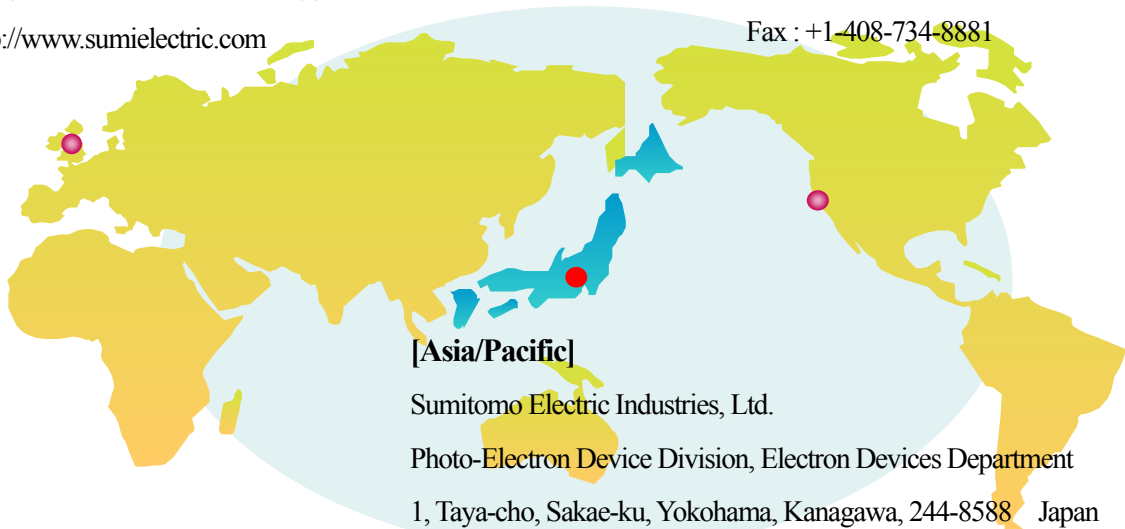 ://www.sumielectric.com
Fax : +1-408-734-8881
[Asia/Pacific]
Sumitomo Electric Industries, Ltd.
Photo-Electron Device Division, Electron Devices Department
1, Taya-cho, Sakae-ku, Yokohama, Kanagawa, 244-8588 Japan